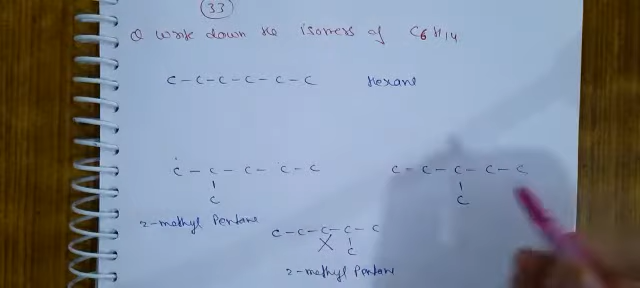 33
Q Write down the isomers of C6H14
C-C-C-C-C-C Hexane
C-C-C-C-C C-C-C-C-C
C C
2-methyl Pentane
C-C-C-C-C
X C
2-methyl Pentane